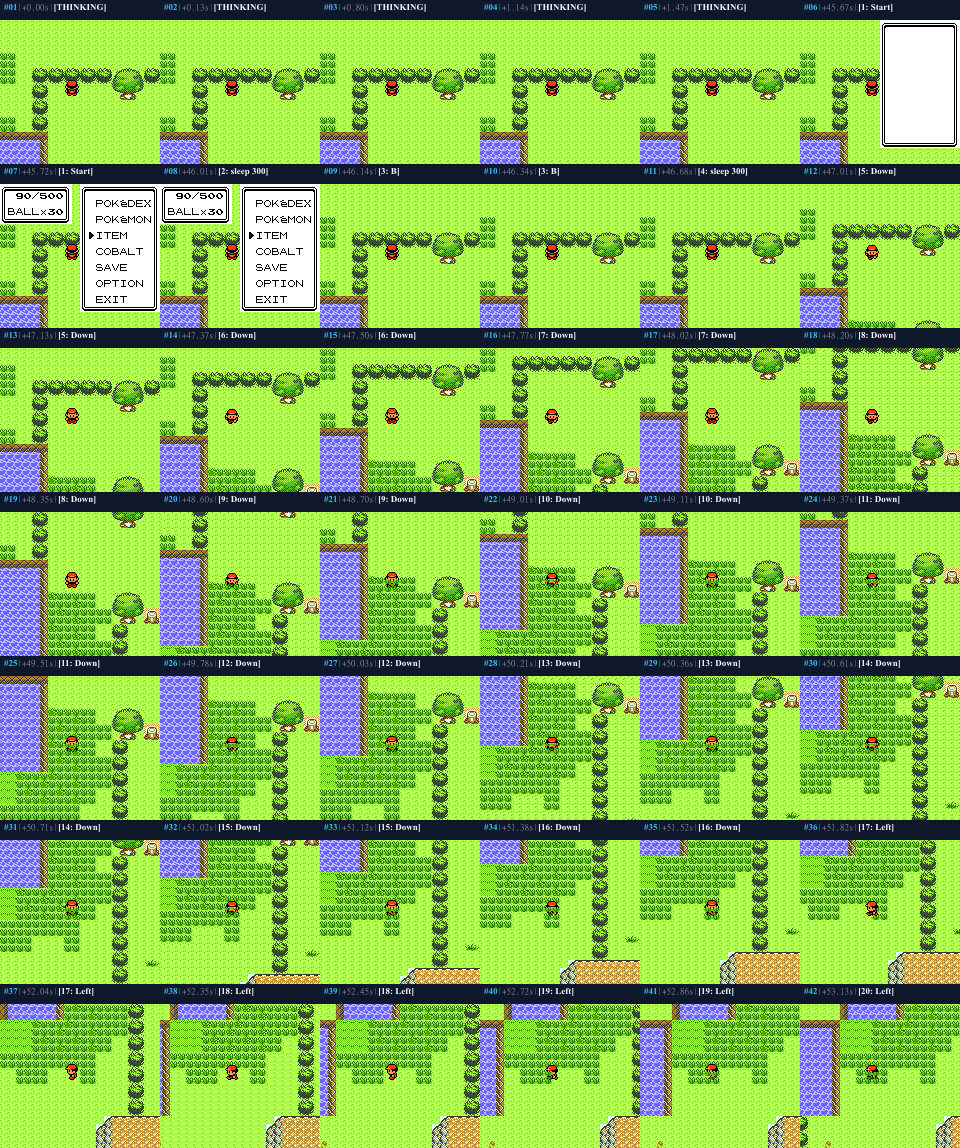 #01|+0.00s|[THINKING]
#02|+0.13s|[THINKING]
#03|+0.80s|[THINKING]
#04|+1.14s|[THINKING]
#05|+1.47s|[THINKING]
#06|+45.67s|[1: Start]
#07|+45.72s|[1: Start]
#08|+46.01s|[2: sleep 300]
#09|+46.14s|[3: B]
#10|+46.34s|[3: B]
#11|+46.68s|[4: sleep 300]
#12|+47.01s|[5: Down]
90/500
BALL×30
POKéDEX
POKéMON
ITEM
COBALT
SAVE
OPTION
EXIT
90/500
BALL×30
POKéDEX
POKéMON
ITEM
COBALT
SAVE
OPTION
EXIT
#13|+47.13s|[5: Down]
#14|+47.37s|[6: Down]
#15|+47.50s|[6: Down]
#16|+47.77s|[7: Down]
#17|+48.02s|[7: Down]
#18|+48.20s|[8: Down]
#19|+48.35s|[8: Down]
#20|+48.60s|[9: Down]
#21|+48.70s|[9: Down]
#22|+49.01s|[10: Down]
#23|+49.11s|[10: Down]
#24|+49.37s|[11: Down]
#25|+49.51s|[11: Down]
#26|+49.78s|[12: Down]
#27|+50.03s|[12: Down]
#28|+50.21s|[13: Down]
#29|+50.36s|[13: Down]
#30|+50.61s|[14: Down]
#31|+50.71s|[14: Down]
#32|+51.02s|[15: Down]
#33|+51.12s|[15: Down]
#34|+51.38s|[16: Down]
#35|+51.52s|[16: Down]
#36|+51.82s|[17: Left]
#37|+52.04s|[17: Left]
#38|+52.35s|[18: Left]
#39|+52.45s|[18: Left]
#40|+52.72s|[19: Left]
#41|+52.86s|[19: Left]
#42|+53.13s|[20: Left]